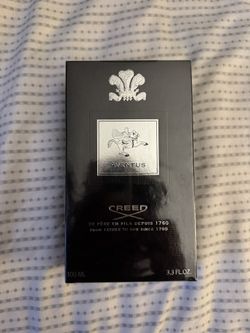 AVENTUS
CREED
DE PÈRE EN FILS DEPUIS 1760
FROM FATHER TO SON SINCE 1760
100 ML 3.3 FL.OZ